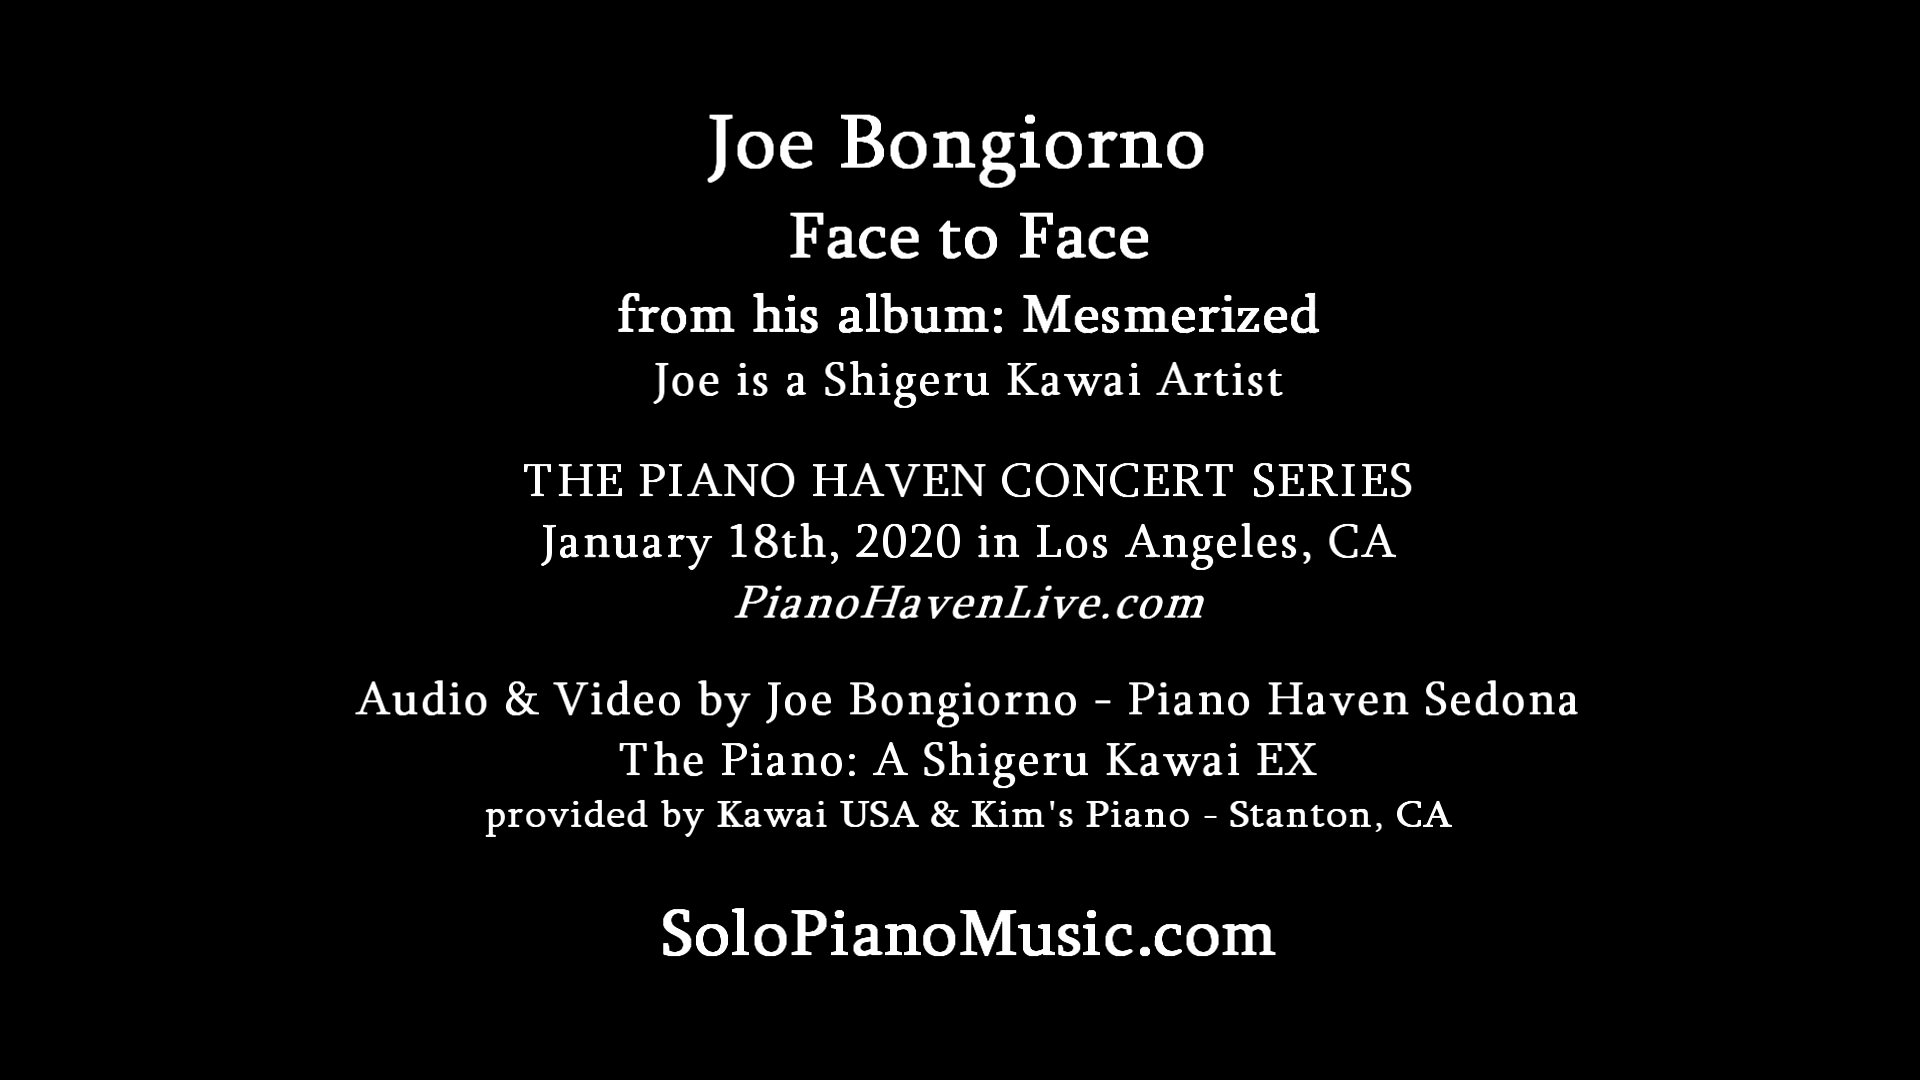 Joe Bongiorno
Face to Face
from his album: Mesmerized
Joe is a Shigeru Kawai Artist
THE PIANO HAVEN CONCERT SERIES
January 18th, 2020 in Los Angeles, CA
PianoHavenLive.com
Audio & Video by Joe Bongiorno - Piano Haven Sedona
The Piano: A Shigeru Kawai EX
provided by Kawai USA & Kim's Piano - Stanton, CA
SoloPianoMusic.com